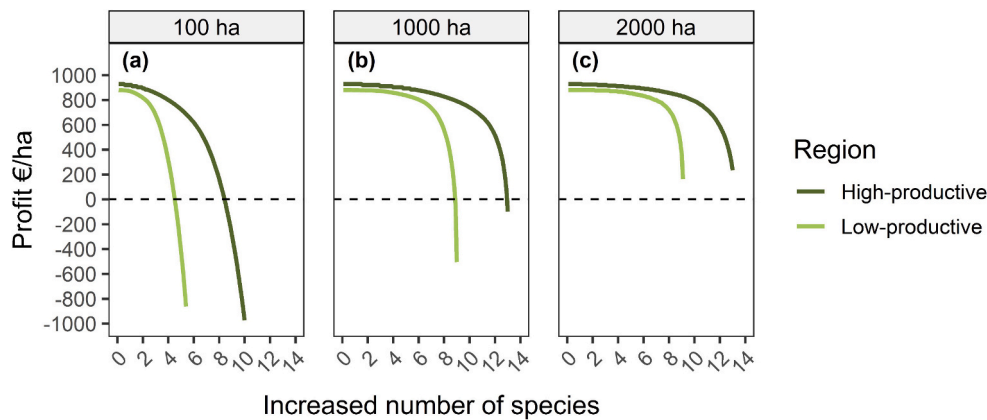 100 ha 1000 ha 2000 ha
(a) (b) (c)
Profit €/ha
1000
800
600
400
200
0
-200
-400
-600
-800
-1000
0 2 4 6 8 10 12 14 0 2 4 6 8 10 12 14 0 2 4 6 8 10 12 14
Increased number of species
Region
High-productive
Low-productive